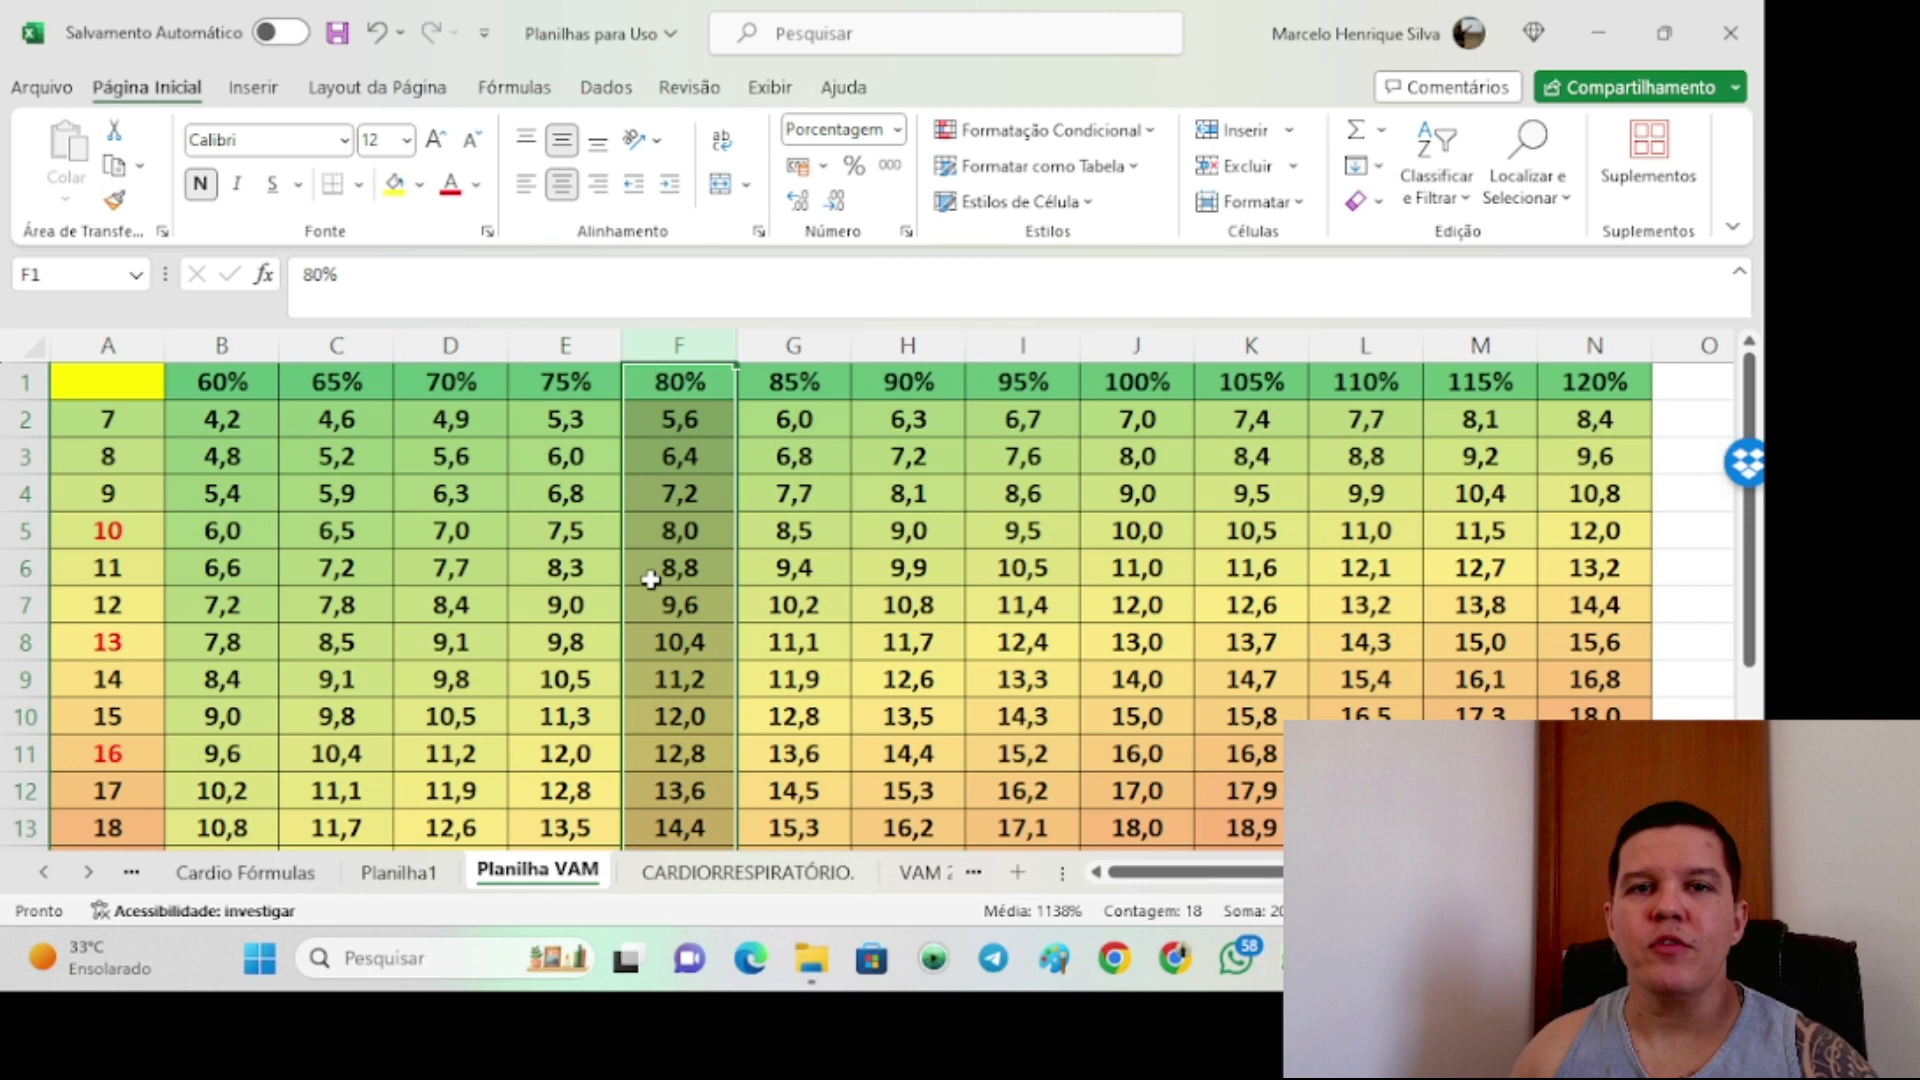 Salvamento Automático
Planilhas para Uso
Pesquisar
Marcelo Henrique Silva
Arquivo Página Inicial Inserir Layout da Página Fórmulas Dados Revisão Exibir Ajuda
Comentários
Compartilhamento
Colar
Área de Transfe...
Calibri
12
N I S
Fonte
ab
Alinhamento
Porcentagem
% 000
Número
Formatação Condicional
Formatar como Tabela
Estilos de Célula
Estilos
Inserir
Excluir
Formatar
Células
Classificar
e Filtrar
Localizar e
Selecionar
Edição
Suplementos
Suplementos
F1
fx
80%
A B C D E F G H I J K L M N O
1 60% 65% 70% 75% 80% 85% 90% 95% 100% 105% 110% 115% 120%
2 7 4,2 4,6 4,9 5,3 5,6 6,0 6,3 6,7 7,0 7,4 7,7 8,1 8,4
3 8 4,8 5,2 5,6 6,0 6,4 6,8 7,2 7,6 8,0 8,4 8,8 9,2 9,6
4 9 5,4 5,9 6,3 6,8 7,2 7,7 8,1 8,6 9,0 9,5 9,9 10,4 10,8
5 10 6,0 6,5 7,0 7,5 8,0 8,5 9,0 9,5 10,0 10,5 11,0 11,5 12,0
6 11 6,6 7,2 7,7 8,3 8,8 9,4 9,9 10,5 11,0 11,6 12,1 12,7 13,2
7 12 7,2 7,8 8,4 9,0 9,6 10,2 10,8 11,4 12,0 12,6 13,2 13,8 14,4
8 13 7,8 8,5 9,1 9,8 10,4 11,1 11,7 12,4 13,0 13,7 14,3 15,0 15,6
9 14 8,4 9,1 9,8 10,5 11,2 11,9 12,6 13,3 14,0 14,7 15,4 16,1 16,8
10 15 9,0 9,8 10,5 11,3 12,0 12,8 13,5 14,3 15,0 15,8 16,5 17,3 18,0
11 16 9,6 10,4 11,2 12,0 12,8 13,6 14,4 15,2 16,0 16,8
12 17 10,2 11,1 11,9 12,8 13,6 14,5 15,3 16,2 17,0 17,9
13 18 10,8 11,7 12,6 13,5 14,4 15,3 16,2 17,1 18,0 18,9
... Cardio Fórmulas Planilha1 Planilha VAM CARDIORRESPIRATÓRIO. VAM 2 ...
Pronto Acessibilidade: investigar Média: 1138% Contagem: 18 Soma: 20
33°C
Ensolarado
Pesquisar
58